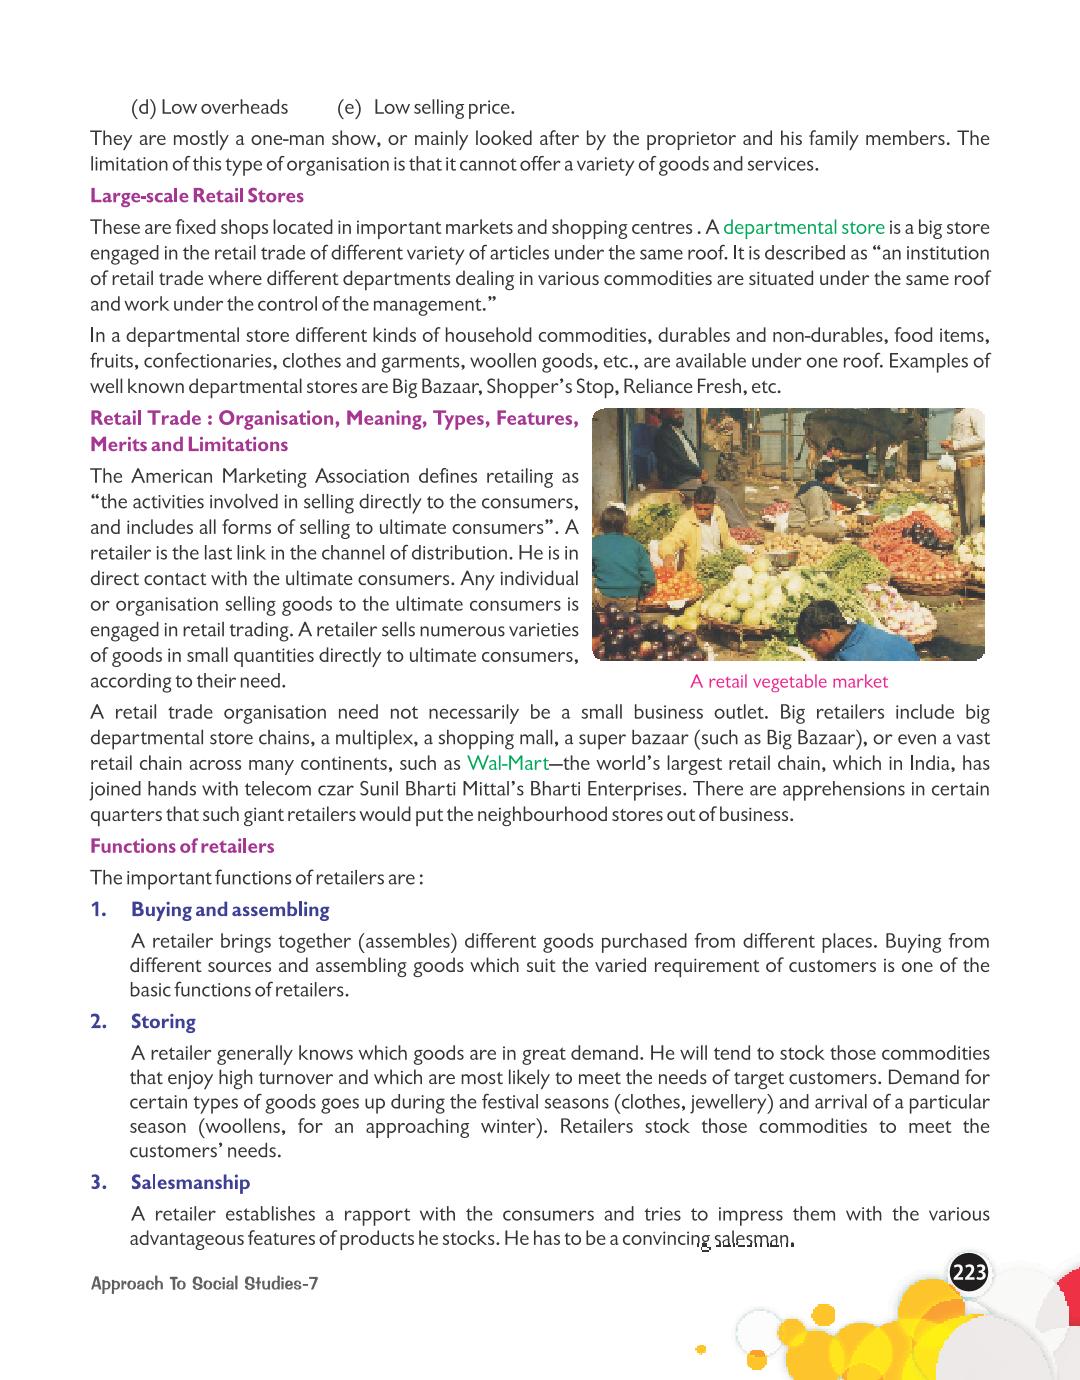 (d) Low overheads (e) Low selling price.
They are mostly a one-man show, or mainly looked after by the proprietor and his family members. The
limitation of this type of organisation is that it cannot offer a variety of goods and services.
Large-scale Retail Stores
These are fixed shops located in important markets and shopping centres . A departmental store is a big store
engaged in the retail trade of different variety of articles under the same roof. It is described as “an institution
of retail trade where different departments dealing in various commodities are situated under the same roof
and work under the control of the management.”
In a departmental store different kinds of household commodities, durables and non-durables, food items,
fruits, confectionaries, clothes and garments, woollen goods, etc., are available under one roof. Examples of
well known departmental stores are Big Bazaar, Shopper’s Stop, Reliance Fresh, etc.
Retail Trade : Organisation, Meaning, Types, Features,
Merits and Limitations
The American Marketing Association defines retailing as
“the activities involved in selling directly to the consumers,
and includes all forms of selling to ultimate consumers”. A
retailer is the last link in the channel of distribution. He is in
direct contact with the ultimate consumers. Any individual
or organisation selling goods to the ultimate consumers is
engaged in retail trading. A retailer sells numerous varieties
of goods in small quantities directly to ultimate consumers,
according to their need.
A retail vegetable market
A retail trade organisation need not necessarily be a small business outlet. Big retailers include big
departmental store chains, a multiplex, a shopping mall, a super bazaar (such as Big Bazaar), or even a vast
retail chain across many continents, such as Wal-Mart—the world’s largest retail chain, which in India, has
joined hands with telecom czar Sunil Bharti Mittal’s Bharti Enterprises. There are apprehensions in certain
quarters that such giant retailers would put the neighbourhood stores out of business.
Functions of retailers
The important functions of retailers are :
1. Buying and assembling
A retailer brings together (assembles) different goods purchased from different places. Buying from
different sources and assembling goods which suit the varied requirement of customers is one of the
basic functions of retailers.
2. Storing
A retailer generally knows which goods are in great demand. He will tend to stock those commodities
that enjoy high turnover and which are most likely to meet the needs of target customers. Demand for
certain types of goods goes up during the festival seasons (clothes, jewellery) and arrival of a particular
season (woollens, for an approaching winter). Retailers stock those commodities to meet the
customers’ needs.
3. Salesmanship
A retailer establishes a rapport with the consumers and tries to impress them with the various
advantageous features of products he stocks. He has to be a convincing salesman.
Approach To Social Studies-7
223